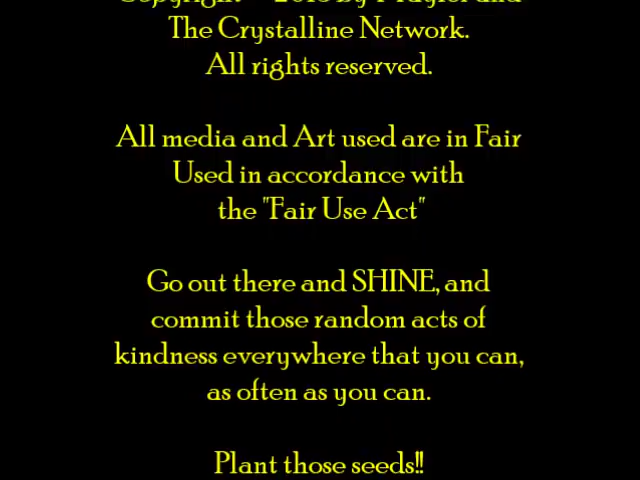 The Crystalline Network.
All rights reserved.
All media and Art used are in Fair
Used in accordance with
the "Fair Use Act"
Go out there and SHINE, and
commit those random acts of
kindness everywhere that you can,
as often as you can.
Plant those seeds!!